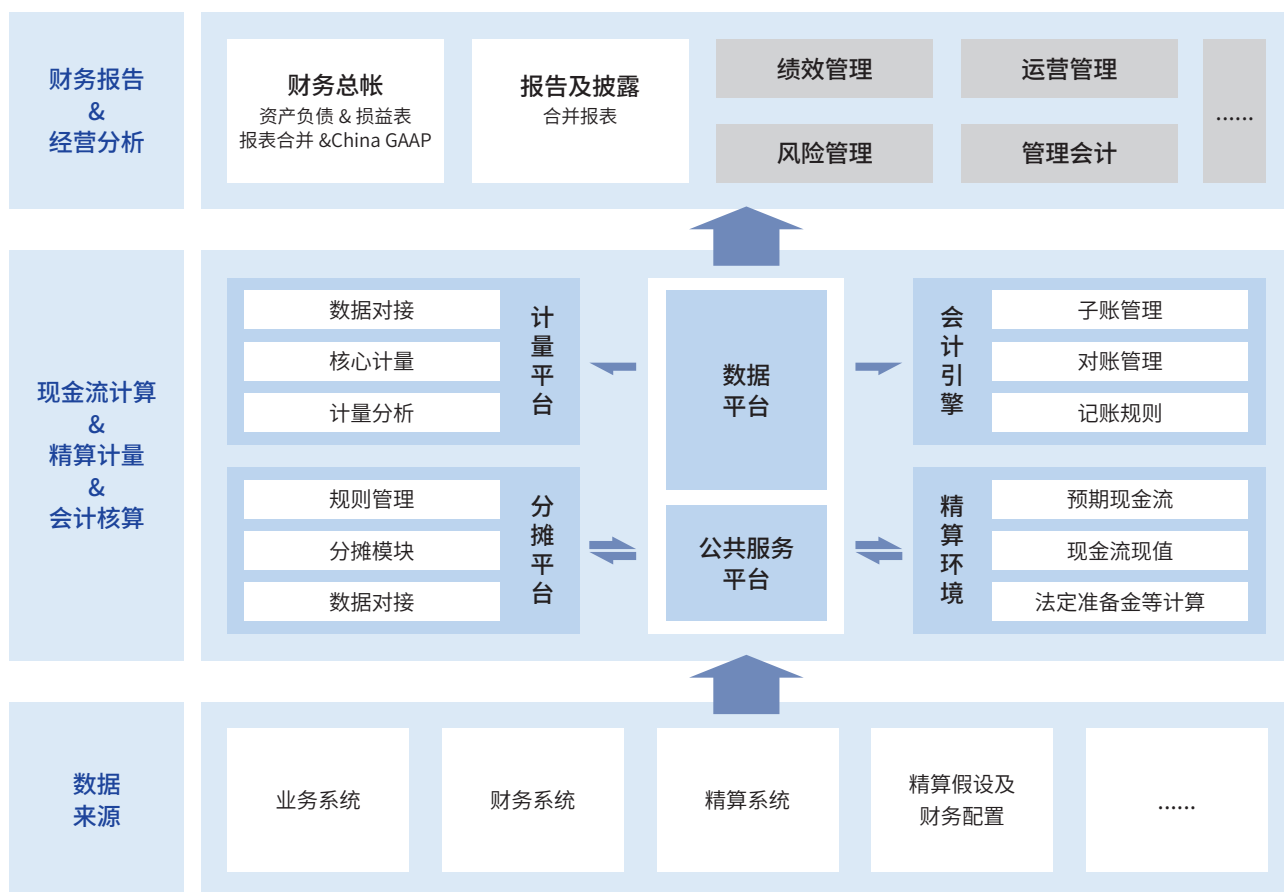 财务报告
&
经营分析
财务总帐
资产负债 & 损益表
报表合并 &China GAAP
报告及披露
合并报表
绩效管理
运营管理
风险管理
管理会计
......
现金流计算
&
精算计量
&
会计核算
数据对接
核心计量
计量分析
计量平台
规则管理
分摊模块
数据对接
分摊平台
数据
平台
公共服务
平台
会计引擎
子账管理
对账管理
记账规则
精算环境
预期现金流
现金流现值
法定准备金等计算
数据
来源
业务系统
财务系统
精算系统
精算假设及
财务配置
......